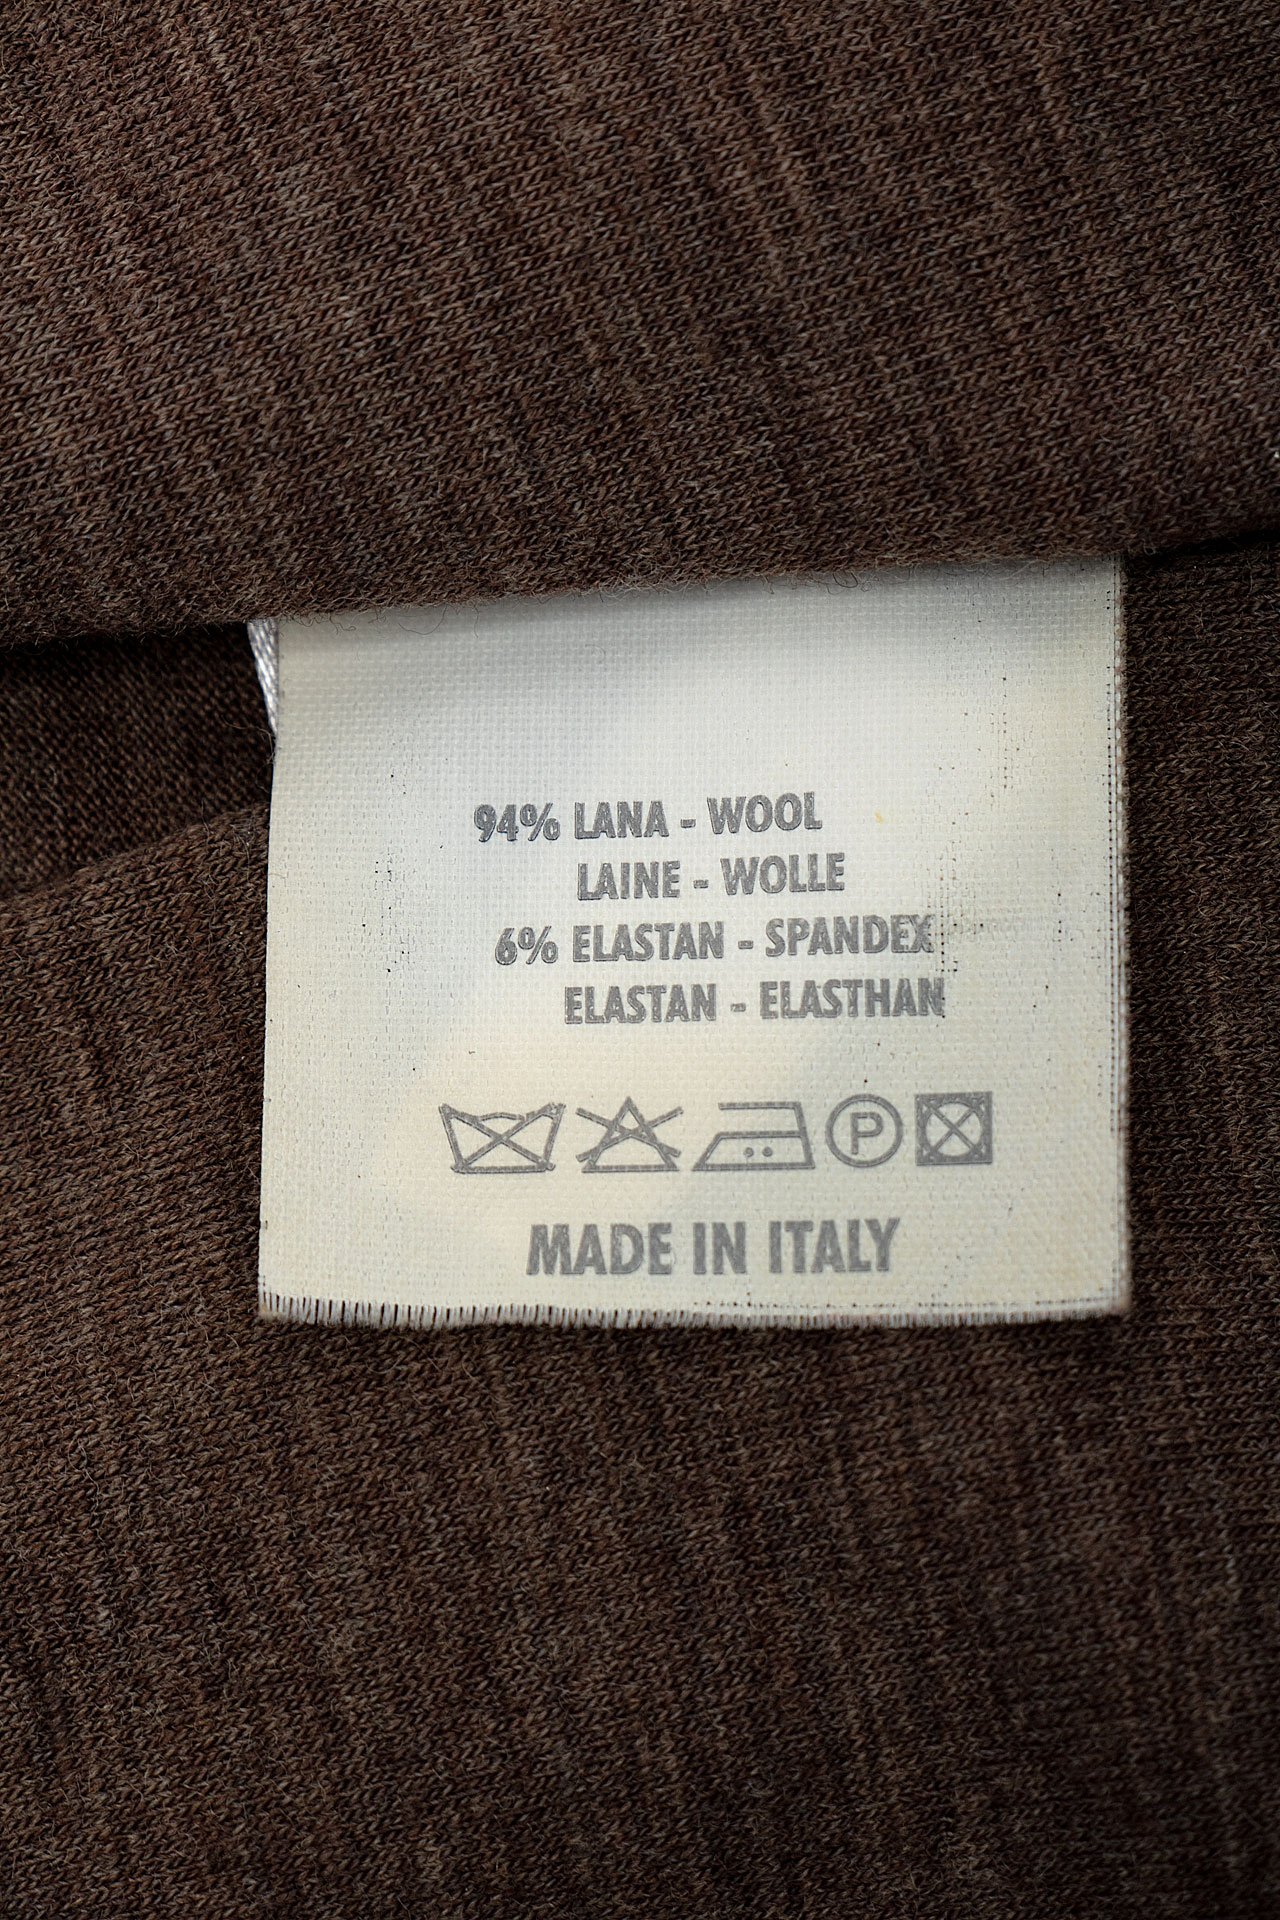 94% LANA - WOOL
LAINE - WOLLE
6% ELASTAN - SPANDEX
ELASTAN - ELASTHAN
P
MADE IN ITALY